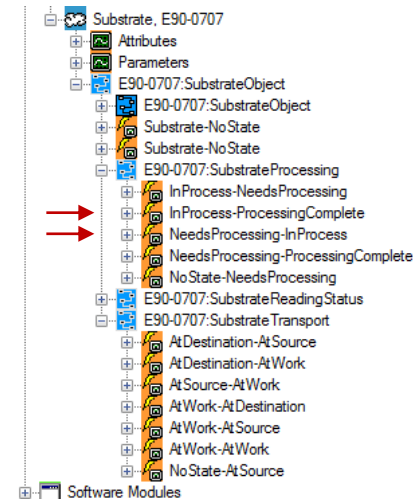 Substrate, E90-0707
Attributes
Parameters
E90-0707:SubstrateObject
E90-0707:SubstrateObject
Substrate-NoState
Substrate-NoState
E90-0707:SubstrateProcessing
InProcess-NeedsProcessing
InProcess-ProcessingComplete
NeedsProcessing-InProcess
NeedsProcessing-ProcessingComplete
NoState-NeedsProcessing
E90-0707:SubstrateReadingStatus
E90-0707:SubstrateTransport
AtDestination-AtSource
AtDestination-AtWork
AtSource-AtWork
AtWork-AtDestination
AtWork-AtSource
AtWork-AtWork
NoState-AtSource
Software Modules